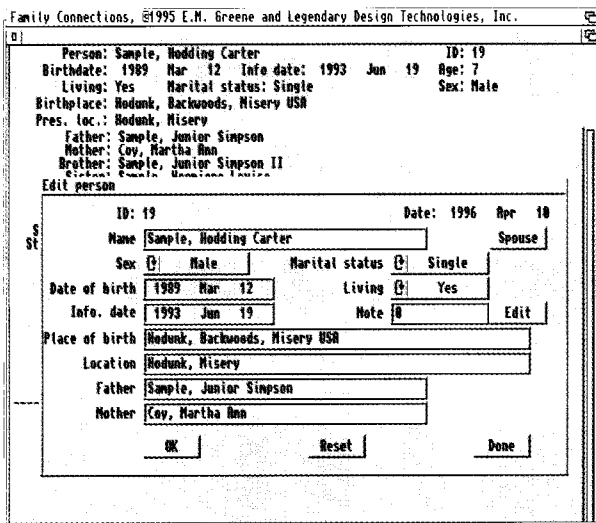 Family Connections, ©1995 E.M. Greene and Legendary Design Technologies, Inc.
Person: Sample, Hodding Carter ID: 19
Birthdate: 1989 Mar 12 Info date: 1993 Jun 19 Age: 7
Living: Yes Marital status: Single Sex: Male
Birthplace: Hodunk, Backwoods, Misery USA
Pres. loc.: Hodunk, Misery
Father: Sample, Junior Simpson
Mother: Coy, Martha Ann
Brother: Sample, Junior Simpson II
Sister: Sample, Hermione Louise
Edit person
ID: 19 Date: 1996 Apr 10
S
St
Name Sample, Hodding Carter Spouse
Sex Male Marital status Single
Date of birth 1989 Mar 12 Living Yes
Info. date 1993 Jun 19 Note 0 Edit
Place of birth Hodunk, Backwoods, Misery USA
Location Hodunk, Misery
Father Sample, Junior Simpson
Mother Coy, Martha Ann
OK Reset Done